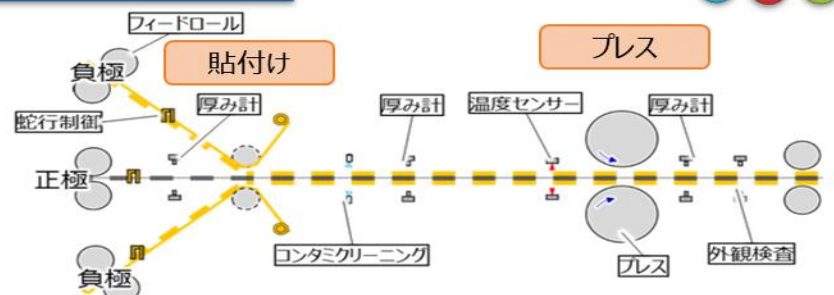 フィードロール
貼付け
プレス
負極
蛇行制御
厚み計
厚み計
温度センサー
厚み計
正極
コンタミクリーニング
プレス
外観検査
負極